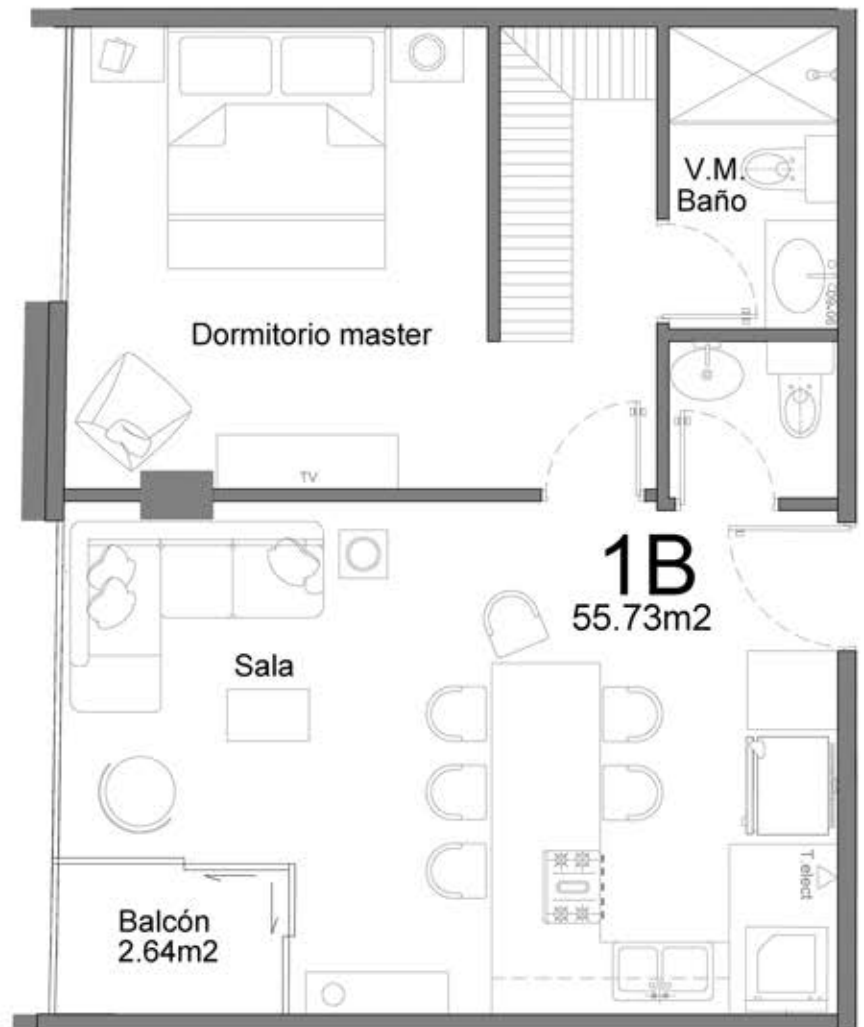 V.M.
Baño
Dormitorio master
TV
1B
55.73m2
Sala
T.elect
Balcón
2.64m2